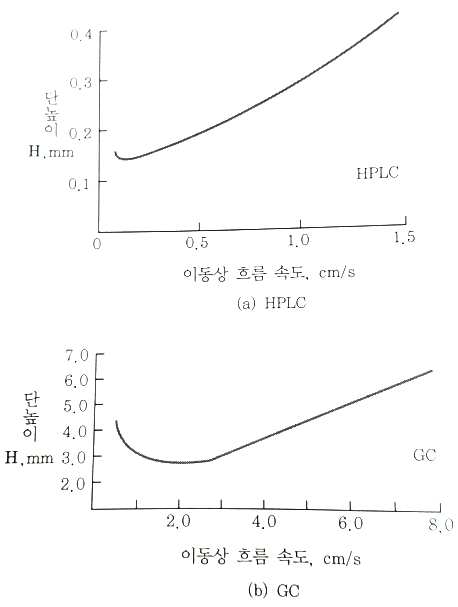 0.4
0.3
단높이
0.2
H, mm
0.1
HPLC
0 0.5 1.0 1.5
이동상 흐름 속도, cm/s
(a) HPLC
7.0
6.0
단높이
5.0
4.0
H, mm 3.0
GC
2.0
2.0 4.0 6.0 8.0
이동상 흐름 속도, cm/s
(b) GC